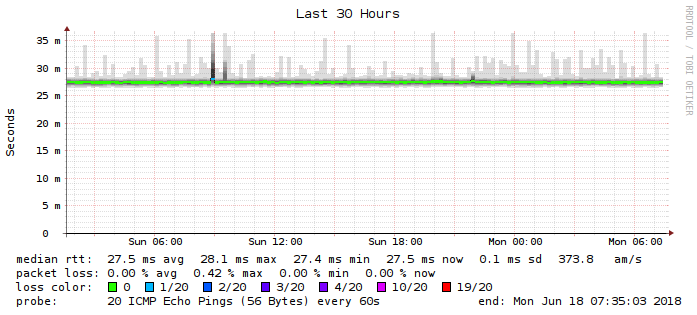 Last 30 Hours
RRDTOOL / TOBI OETIKER
Seconds
35 m
30 m
25 m
20 m
15 m
10 m
5 m
0
Sun 06:00 Sun 12:00 Sun 18:00 Mon 00:00 Mon 06:00
median rtt: 27.5 ms avg 28.1 ms max 27.4 ms min 27.5 ms now 0.1 ms sd 373.8 am/s
packet loss: 0.00 % avg 0.42 % max 0.00 % min 0.00 % now
loss color: 0 1/20 2/20 3/20 4/20 10/20 19/20
probe: 20 ICMP Echo Pings (56 Bytes) every 60s end: Mon Jun 18 07:35:03 2018